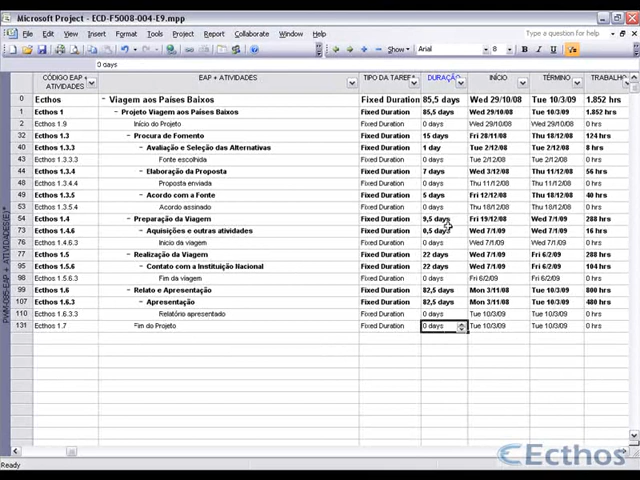 Microsoft Project - ECD-F5008-004-E9.mpp
File Edit View Insert Format Tools Project Report Collaborate Window Help Type a question for help
Show Arial 8 B I U
0 days
CÓDIGO EAP + ATIVIDADES EAP + ATIVIDADES TIPO DA TAREFA DURAÇÃO INÍCIO TÉRMINO TRABALHO
0 Ecthos - Viagem aos Países Baixos Fixed Duration 85,5 days Wed 29/10/08 Tue 10/3/09 1.852 hrs
1 Ecthos 1 - Projeto Viagem aos Países Baixos Fixed Duration 85,5 days Wed 29/10/08 Tue 10/3/09 1.852 hrs
2 Ecthos 1.9 Início do Projeto Fixed Duration 0 days Wed 29/10/08 Wed 29/10/08 0 hrs
32 Ecthos 1.3 - Procura de Fomento Fixed Duration 15 days Fri 28/11/08 Thu 18/12/08 124 hrs
40 Ecthos 1.3.3 - Avaliação e Seleção das Alternativas Fixed Duration 1 day Tue 2/12/08 Tue 2/12/08 8 hrs
43 Ecthos 1.3.3.3 Fonte escolhida Fixed Duration 0 days Tue 2/12/08 Tue 2/12/08 0 hrs
44 Ecthos 1.3.4 - Elaboração da Proposta Fixed Duration 7 days Wed 3/12/08 Thu 11/12/08 56 hrs
48 Ecthos 1.3.4.4 Proposta enviada Fixed Duration 0 days Thu 11/12/08 Thu 11/12/08 0 hrs
49 Ecthos 1.3.5 - Acordo com a Fonte Fixed Duration 5 days Fri 12/12/08 Thu 18/12/08 40 hrs
53 Ecthos 1.3.5.4 Acordo assinado Fixed Duration 0 days Thu 18/12/08 Thu 18/12/08 0 hrs
54 Ecthos 1.4 - Preparação da Viagem Fixed Duration 9,5 days Fri 19/12/08 Wed 7/1/09 288 hrs
73 Ecthos 1.4.6 - Aquisições e outras atividades Fixed Duration 0,5 days Wed 7/1/09 Wed 7/1/09 16 hrs
76 Ecthos 1.4.6.3 Início da viagem Fixed Duration 0 days Wed 7/1/09 Wed 7/1/09 0 hrs
77 Ecthos 1.5 - Realização da Viagem Fixed Duration 22 days Wed 7/1/09 Fri 6/2/09 288 hrs
95 Ecthos 1.5.6 - Contato com a Instituição Nacional Fixed Duration 22 days Wed 7/1/09 Fri 6/2/09 104 hrs
98 Ecthos 1.5.6.3 Fim da viagem Fixed Duration 0 days Fri 6/2/09 Fri 6/2/09 0 hrs
99 Ecthos 1.6 - Relato e Apresentação Fixed Duration 82,5 days Mon 3/11/08 Tue 10/3/09 800 hrs
107 Ecthos 1.6.3 - Apresentação Fixed Duration 82,5 days Mon 3/11/08 Tue 10/3/09 480 hrs
110 Ecthos 1.6.3.3 Relatório apresentado Fixed Duration 0 days Tue 10/3/09 Tue 10/3/09 0 hrs
131 Ecthos 1.7 Fim do Projeto Fixed Duration 0 days Tue 10/3/09 Tue 10/3/09 0 hrs
Ecthos
Ready